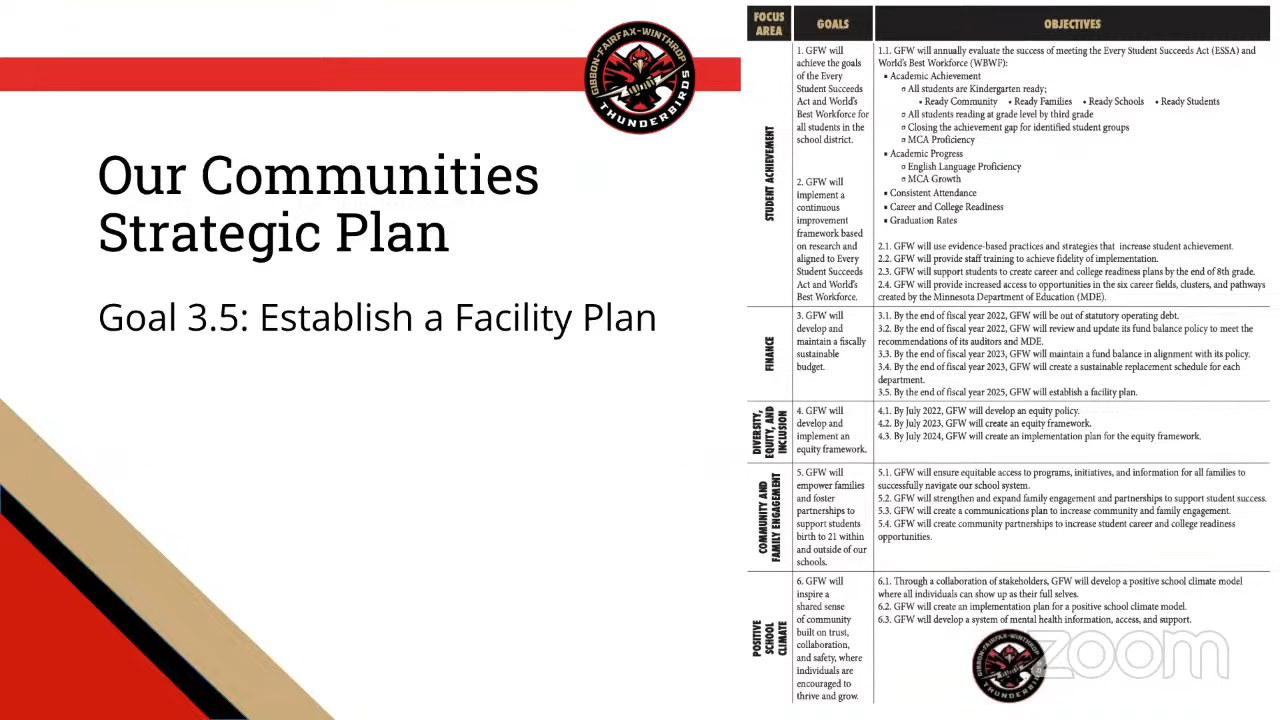 GIBBON-FAIRFAX-WINTHROP
THUNDERBIRDS
Our Communities
Strategic Plan
Goal 3.5: Establish a Facility Plan
FOCUS
AREA
GOALS
OBJECTIVES
STUDENT ACHIEVEMENT
1. GFW will
achieve the goals
of the Every
Student Succeeds
Act and World's
Best Workforce for
all students in the
school district.
2. GFW will
implement a
continuous
improvement
framework based
on research and
aligned to Every
Student Succeeds
Act and World's
Best Workforce.
1.1. GFW will annually evaluate the success of meeting the Every Student Succeeds Act (ESSA) and
World's Best Workforce (WBWF):
▪ Academic Achievement
o All students are Kindergarten ready;
• Ready Community • Ready Families • Ready Schools • Ready Students
o All students reading at grade level by third grade
o Closing the achievement gap for identified student groups
o MCA Proficiency
▪ Academic Progress
o English Language Proficiency
o MCA Growth
▪ Consistent Attendance
▪ Career and College Readiness
▪ Graduation Rates
2.1. GFW will use evidence-based practices and strategies that increase student achievement.
2.2. GFW will provide staff training to achieve fidelity of implementation.
2.3. GFW will support students to create career and college readiness plans by the end of 8th grade.
2.4. GFW will provide increased access to opportunities in the six career fields, clusters, and pathways
created by the Minnesota Department of Education (MDE).
FINANCE
3. GFW will
develop and
maintain a fiscally
sustainable
budget.
3.1. By the end of fiscal year 2022, GFW will be out of statutory operating debt.
3.2. By the end of fiscal year 2022, GFW will review and update its fund balance policy to meet the
recommendations of its auditors and MDE.
3.3. By the end of fiscal year 2023, GFW will maintain a fund balance in alignment with its policy.
3.4. By the end of fiscal year 2023, GFW will create a sustainable replacement schedule for each
department.
3.5. By the end of fiscal year 2025, GFW will establish a facility plan.
DIVERSITY,
EQUITY, AND
INCLUSION
4. GFW will
develop and
implement an
equity framework.
4.1. By July 2022, GFW will develop an equity policy.
4.2. By July 2023, GFW will create an equity framework.
4.3. By July 2024, GFW will create an implementation plan for the equity framework.
COMMUNITY AND
FAMILY ENGAGEMENT
5. GFW will
empower families
and foster
partnerships to
support students
birth to 21 within
and outside of our
schools.
5.1. GFW will ensure equitable access to programs, initiatives, and information for all families to
successfully navigate our school system.
5.2. GFW will strengthen and expand family engagement and partnerships to support student success.
5.3. GFW will create a communications plan to increase community and family engagement.
5.4. GFW will create community partnerships to increase student career and college readiness
opportunities.
POSITIVE
SCHOOL
CLIMATE
6. GFW will
inspire a
shared sense
of community
built on trust,
collaboration,
and safety, where
individuals are
encouraged to
thrive and grow.
6.1. Through a collaboration of stakeholders, GFW will develop a positive school climate model
where all individuals can show up as their full selves.
6.2. GFW will create an implementation plan for a positive school climate model.
6.3. GFW will develop a system of mental health information, access, and support.
GIBBON-FAIRFAX-WINTHROP
THUNDERBIRDS
zoom